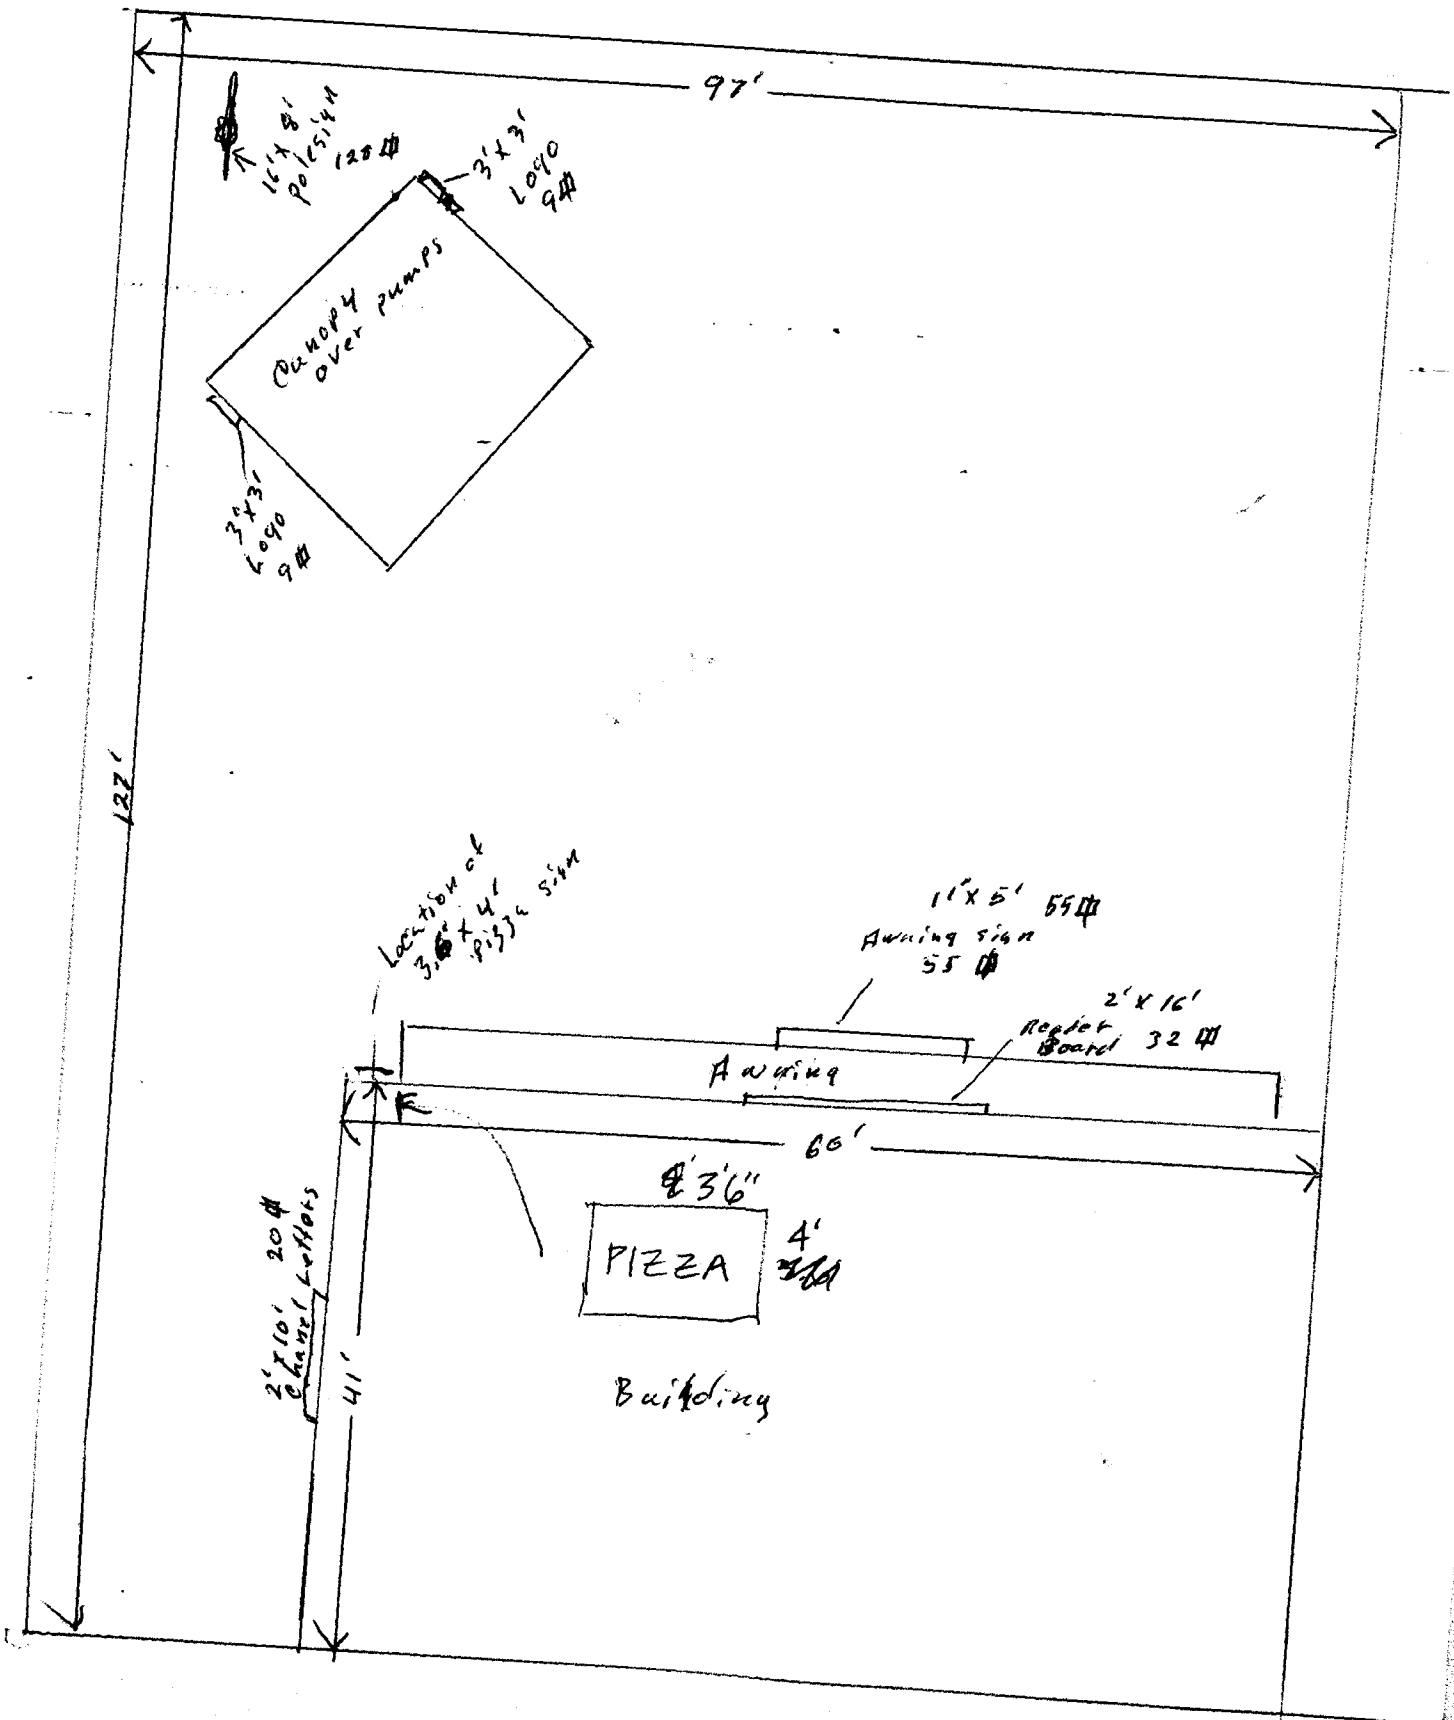 97'
16' x 8'
Polesign
128 ⌗
3' x 3'
Logo
9⌗
Canopy
over pumps
3' x 3'
Logo
9⌗
127'
Location of
3.6' x 4'
Pizza sign
11' x 5' 55⌗
Awning sign
55 ⌗
2' x 16'
Reader
Board 32 ⌗
Awning
60'
3'6"
4'
PIZZA
2' x 10' 20⌗
Chanel Letters
41'
Building